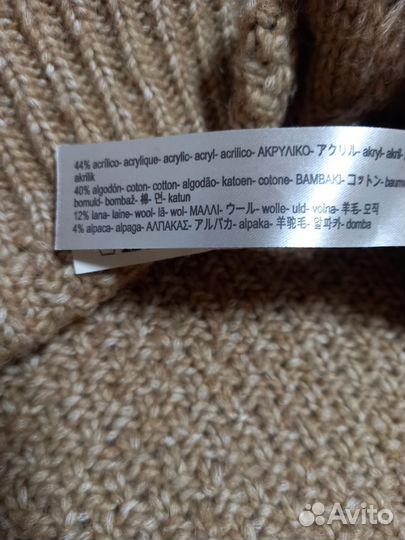 44% acrílico- acrylique- acrylic- acryl- acrilico- ΑΚΡΥΛΙΚΟ- アクリル- akryl- akril-
akrilik
40% algodón- coton- cotton- algodão- katoen- cotone- ΒΑΜΒΑΚΙ- コットン- baumw
bomuld- bombaž- 棉- 면- katun
12% lana- laine- wool- lã- wol- ΜΑΛΛΙ- ウール- wolle- uld- volna- 羊毛- 모직
4% alpaca- alpaga- ΑΛΠΑΚΑΣ- アルパカ- alpaka- 羊驼毛- 알파카- domba
Avito